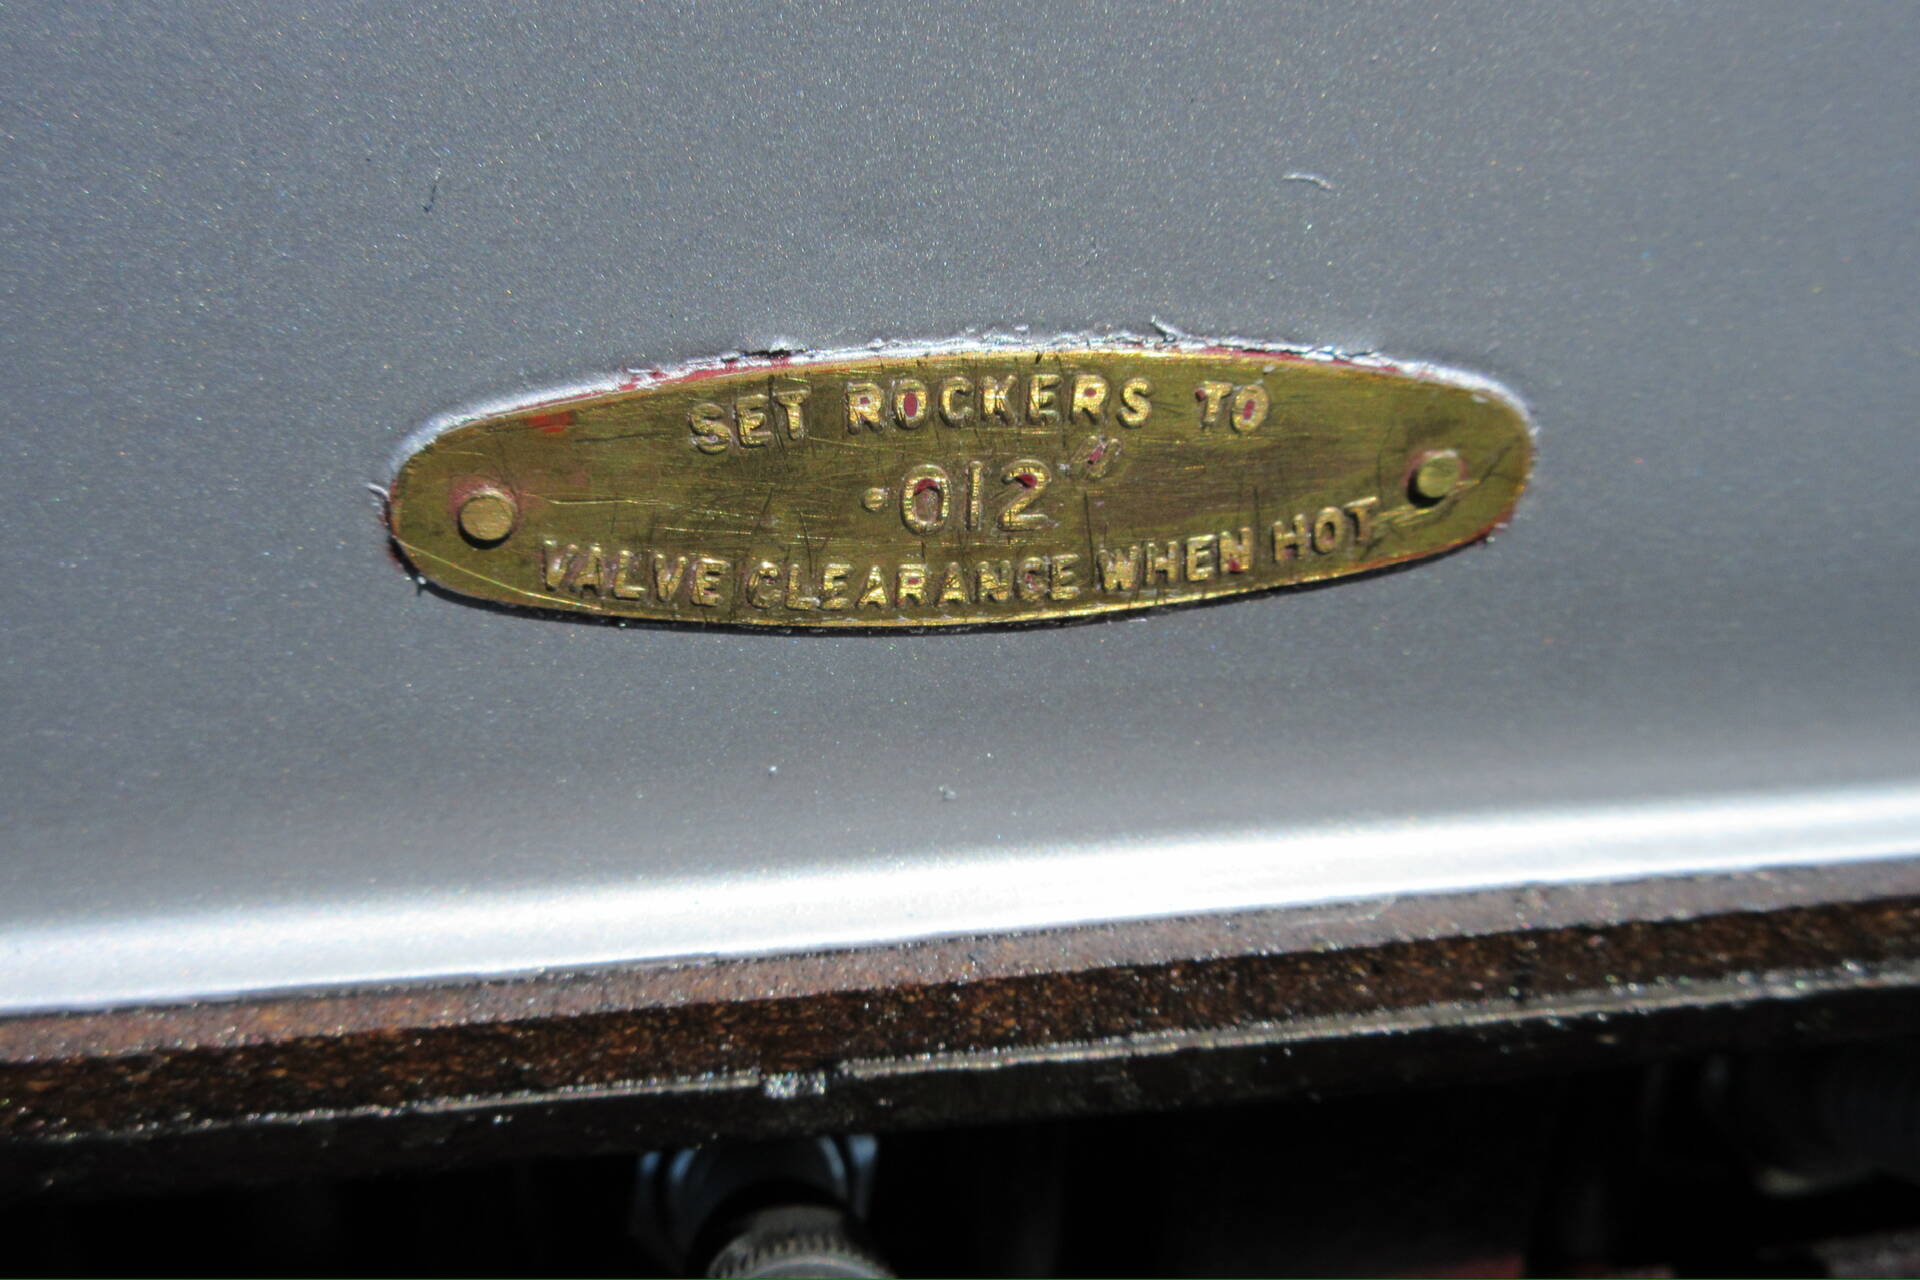 SET ROCKERS TO
·012"
VALVE CLEARANCE WHEN HOT